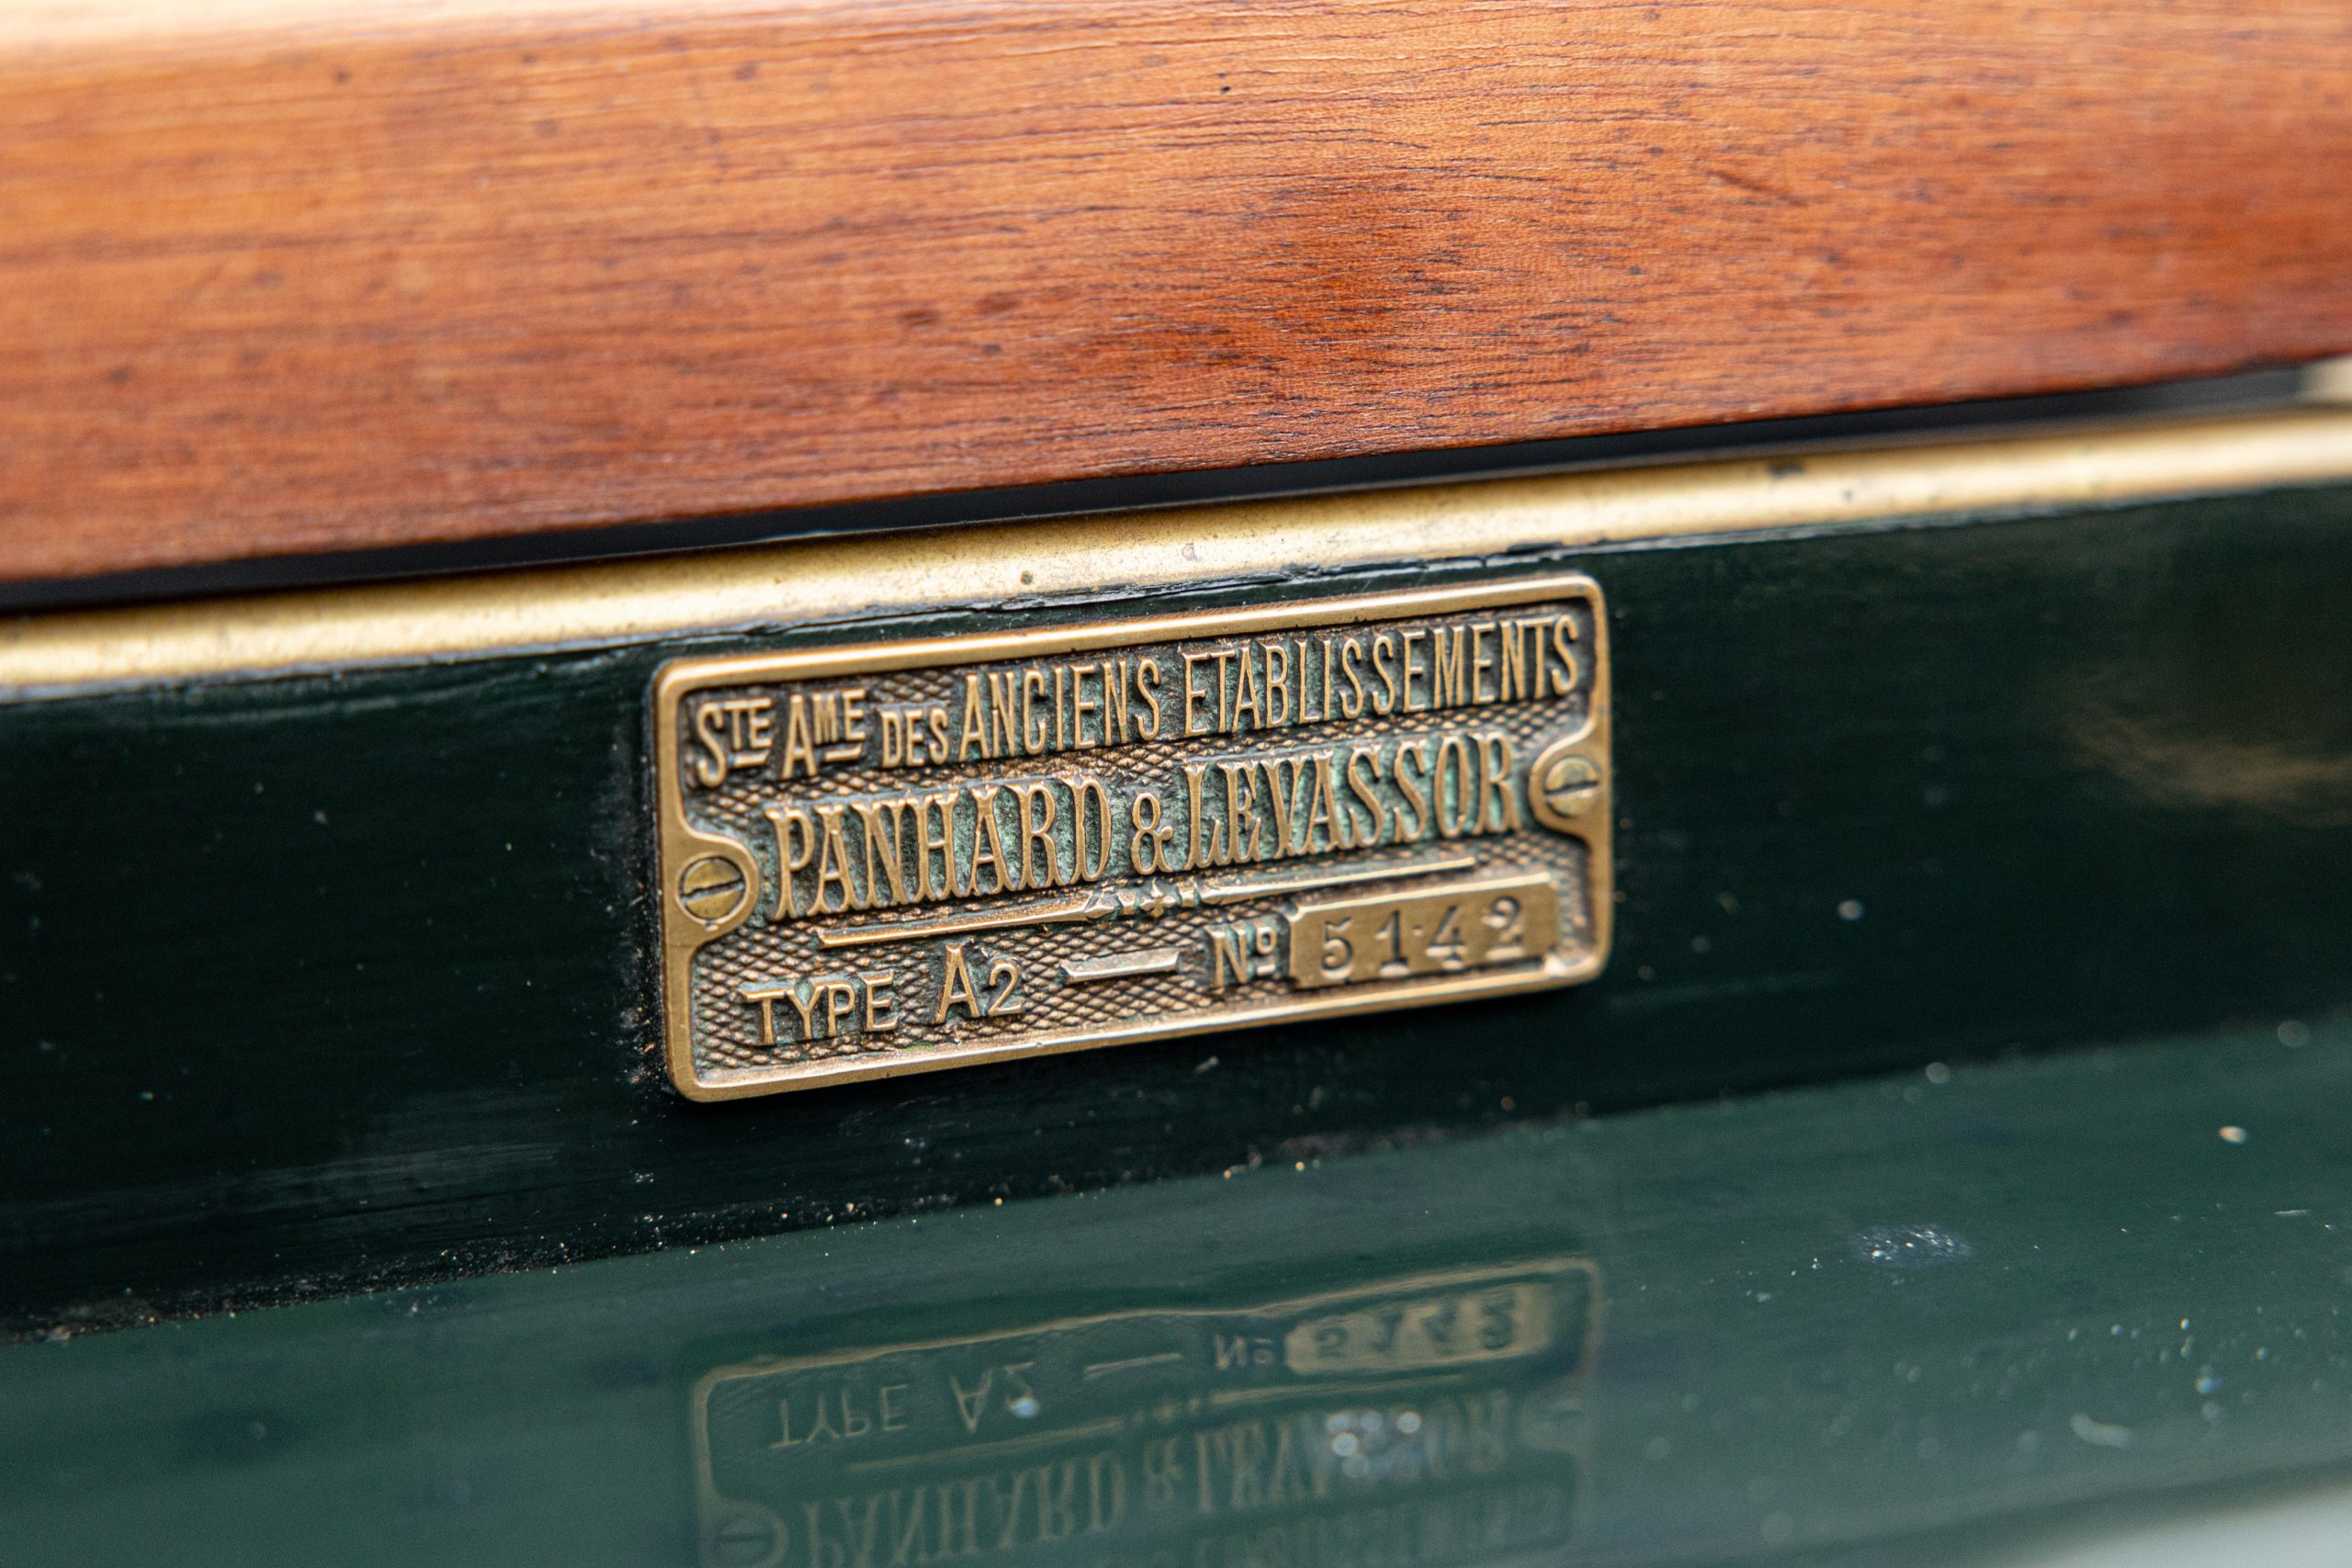 STE AME DES ANCIENS ETABLISSEMENTS
PANHARD & LEVASSOR
TYPE A2 — Nº 5142